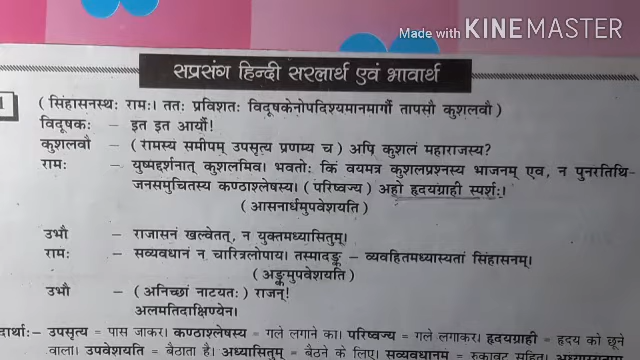 Made with KINEMASTER
सप्रसंग हिन्दी सरलार्थ एवं भावार्थ
1
( सिंहासनस्थः रामः। ततः प्रविशतः विदूषकेनोपदिश्यमानमार्गौ तापसौ कुशलवौ )
विदूषकः – इत इत आर्यौ!
कुशलवौ – (रामस्य समीपम् उपसृत्य प्रणम्य च) अपि कुशलं महाराजस्य?
रामः – युष्मद्दर्शनात् कुशलमिव। भवतोः किं वयमत्र कुशलप्रश्नस्य भाजनम् एव, न पुनरतिथि-
जनसमुचितस्य कण्ठाश्लेषस्य। ( परिष्वज्य ) अहो हृदयग्राही स्पर्शः।
( आसनार्धमुपवेशयति )
उभौ – राजासनं खल्वेतत्, न युक्तमध्यासितुम्।
रामः – सव्यवधानं न चारित्रलोपाय। तस्मादङ्क – व्यवहितमध्यास्यतां सिंहासनम्।
( अङ्कमुपवेशयति )
उभौ – ( अनिच्छां नाटयतः ) राजन्!
अलमतिदाक्षिण्येन।
दार्थाः– उपसृत्य = पास जाकर। कण्ठाश्लेषस्य = गले लगाने का। परिष्वज्य = गले लगाकर। हृदयग्राही = हृदय को छूने
वाला। उपवेशयति = बैठाता है। अध्यासितुम् = बैठने के लिए। सव्यवधानम् = रुकावट सहित।